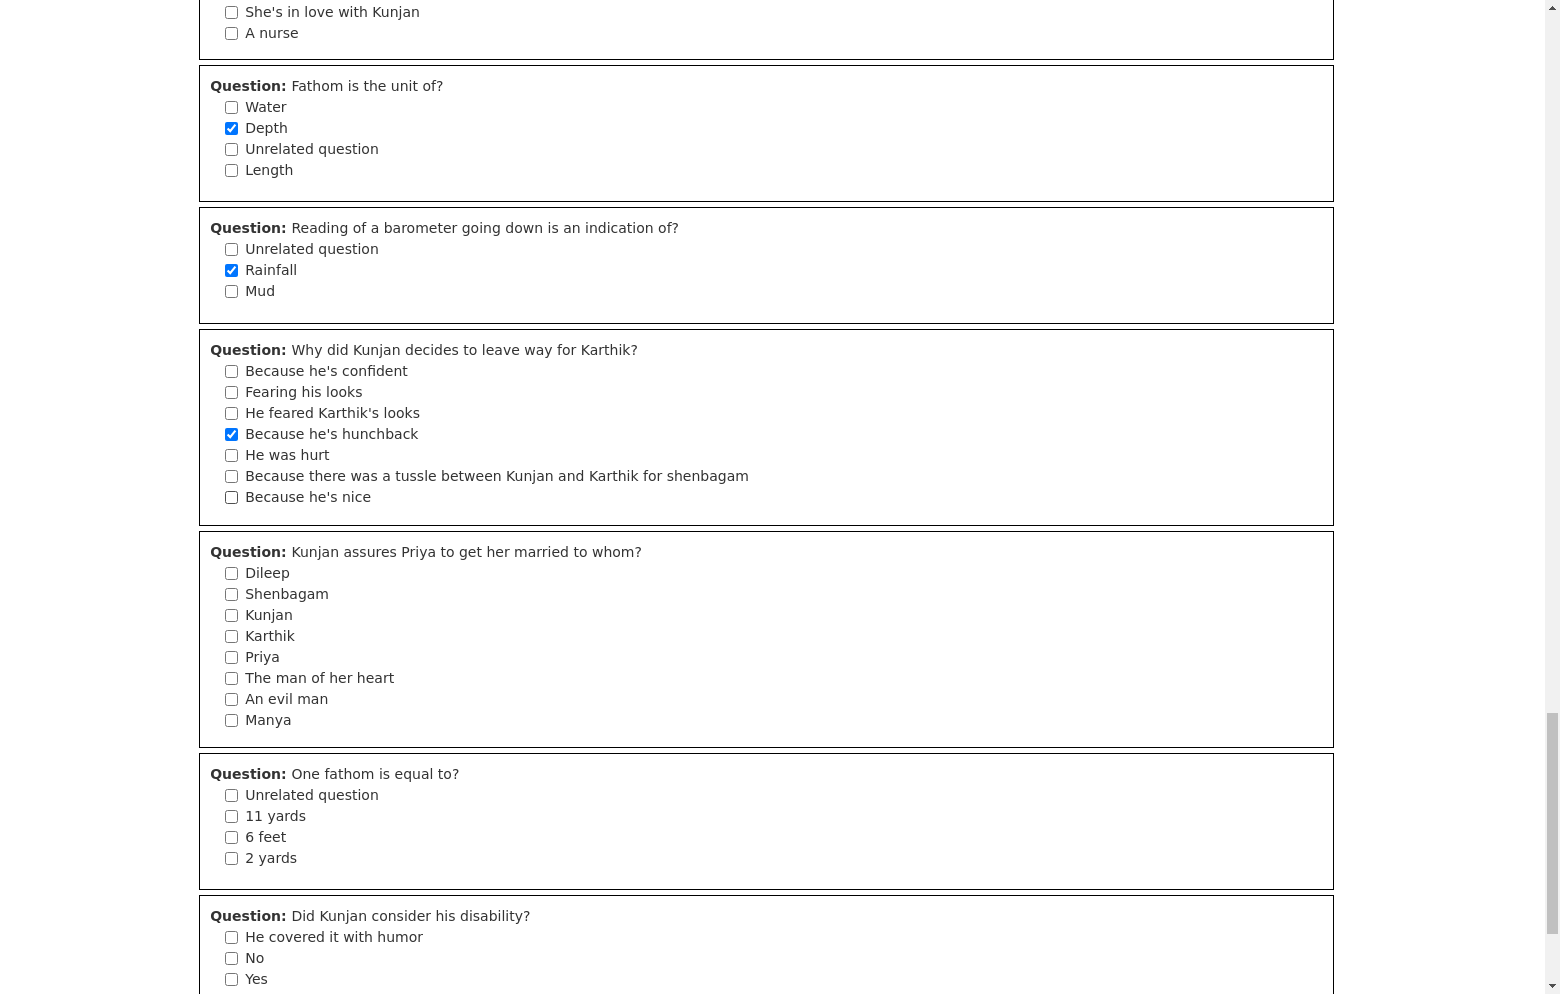 She's in love with Kunjan
A nurse
Question: Fathom is the unit of?
Water
Depth
Unrelated question
Length
Question: Reading of a barometer going down is an indication of?
Unrelated question
Rainfall
Mud
Question: Why did Kunjan decides to leave way for Karthik?
Because he's confident
Fearing his looks
He feared Karthik's looks
Because he's hunchback
He was hurt
Because there was a tussle between Kunjan and Karthik for shenbagam
Because he's nice
Question: Kunjan assures Priya to get her married to whom?
Dileep
Shenbagam
Kunjan
Karthik
Priya
The man of her heart
An evil man
Manya
Question: One fathom is equal to?
Unrelated question
11 yards
6 feet
2 yards
Question: Did Kunjan consider his disability?
He covered it with humor
No
Yes